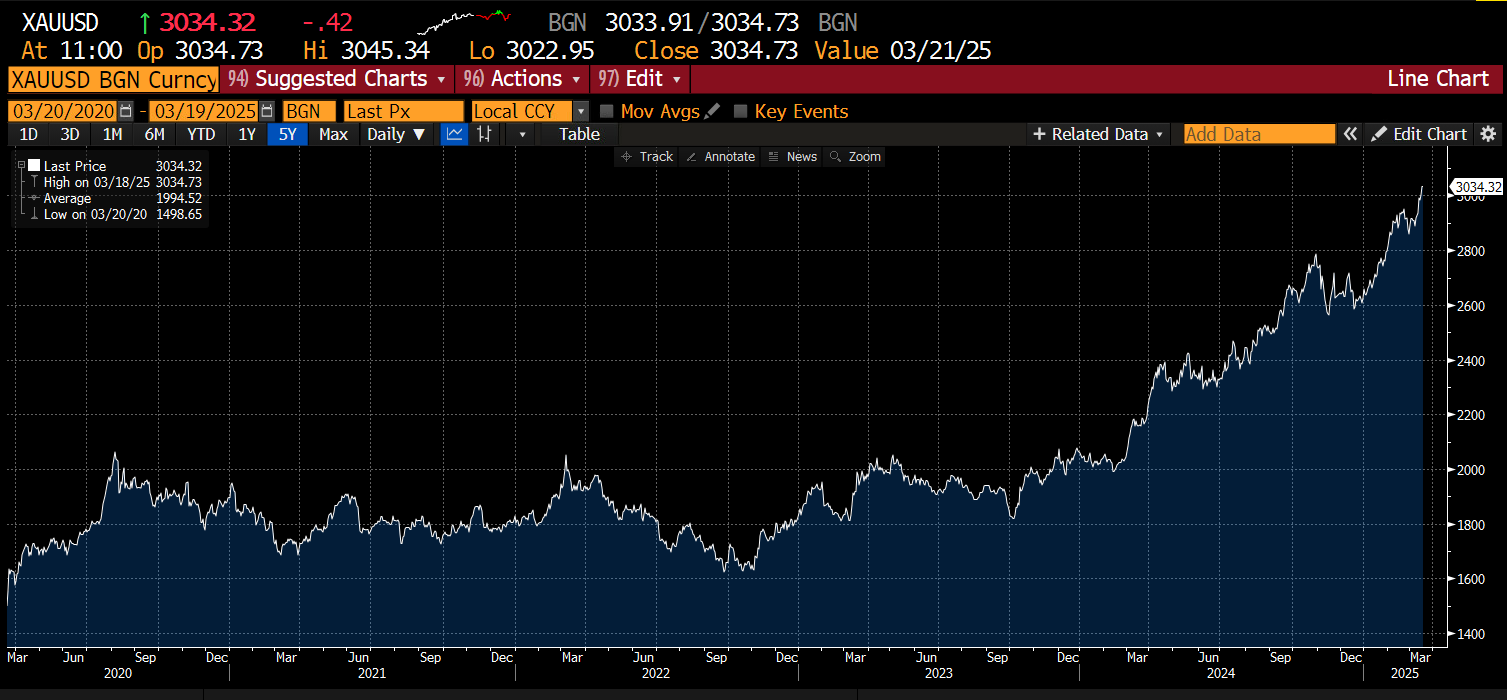 XAUUSD ↑ 3034.32 -.42 BGN 3033.91/3034.73 BGN
At 11:00 Op 3034.73 Hi 3045.34 Lo 3022.95 Close 3034.73 Value 03/21/25
XAUUSD BGN Curncy 94) Suggested Charts 96) Actions 97) Edit Line Chart
03/20/2020 - 03/19/2025 BGN Last Px Local CCY Mov Avgs Key Events
1D 3D 1M 6M YTD 1Y 5Y Max Daily ▼ Table + Related Data Add Data « Edit Chart
Track Annotate News Zoom
Last Price 3034.32
High on 03/18/25 3034.73
Average 1994.52
Low on 03/20/20 1498.65
3034.32
3000
2800
2600
2400
2200
2000
1800
1600
1400
Mar Jun Sep Dec Mar Jun Sep Dec Mar Jun Sep Dec Mar Jun Sep Dec Mar Jun Sep Dec Mar
2020 2021 2022 2023 2024 2025